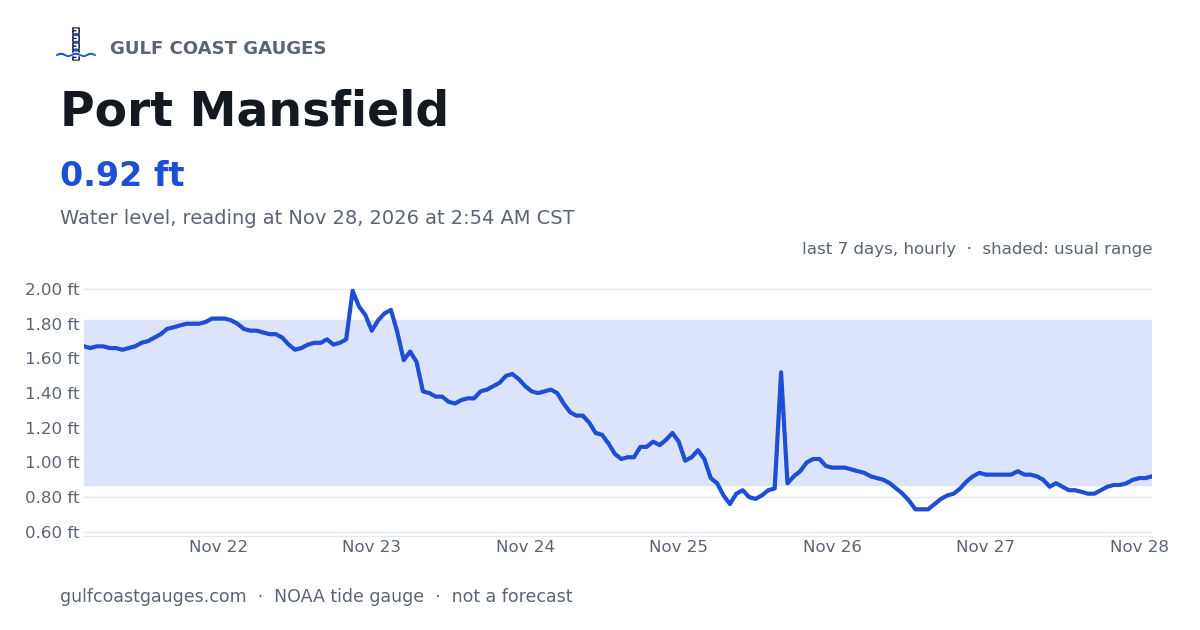 GULF COAST GAUGES
Port Mansfield
0.92 ft
Water level, reading at Nov 28, 2026 at 2:54 AM CST
last 7 days, hourly · shaded: usual range
2.00 ft
1.80 ft
1.60 ft
1.40 ft
1.20 ft
1.00 ft
0.80 ft
0.60 ft
Nov 22 Nov 23 Nov 24 Nov 25 Nov 26 Nov 27 Nov 28
gulfcoastgauges.com · NOAA tide gauge · not a forecast